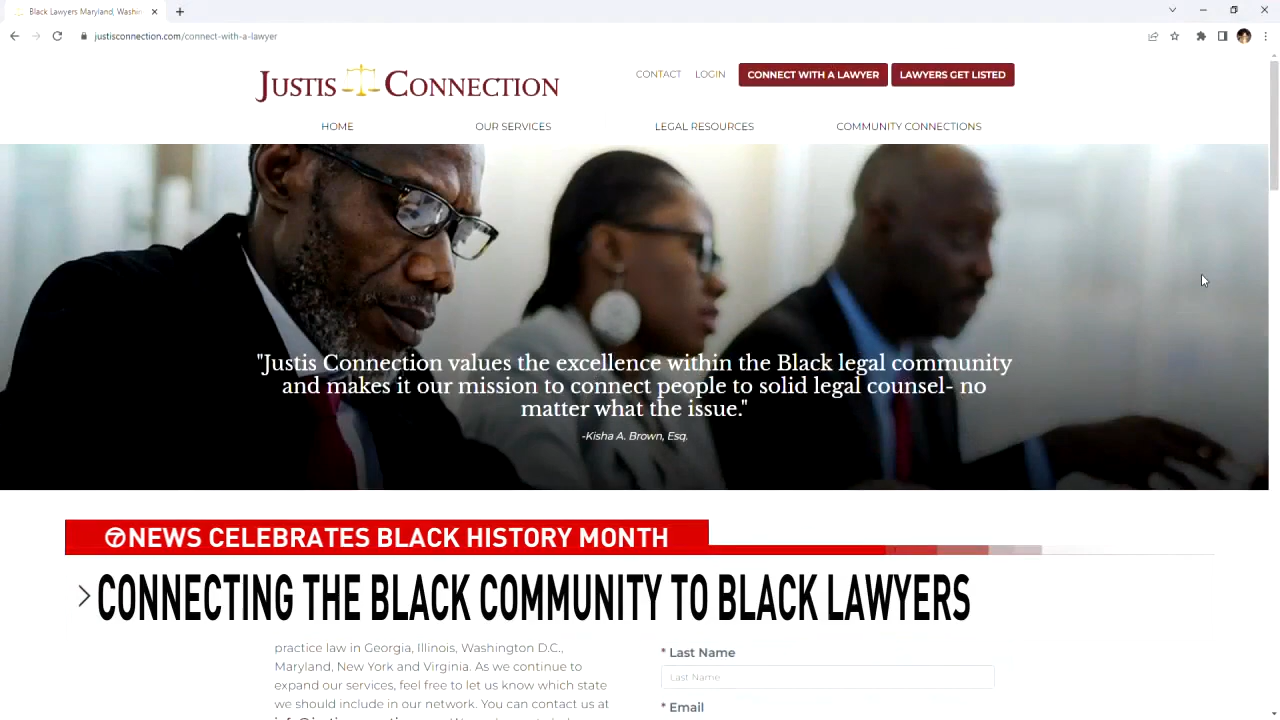 Black Lawyers Maryland, Washi
justisconnection.com/connect-with-a-lawyer
JUSTIS CONNECTION
CONTACT
LOGIN
CONNECT WITH A LAWYER
LAWYERS GET LISTED
HOME
OUR SERVICES
LEGAL RESOURCES
COMMUNITY CONNECTIONS
"Justis Connection values the excellence within the Black legal community
and makes it our mission to connect people to solid legal counsel- no
matter what the issue."
-Kisha A. Brown, Esq.
7NEWS CELEBRATES BLACK HISTORY MONTH
CONNECTING THE BLACK COMMUNITY TO BLACK LAWYERS
practice law in Georgia, Illinois, Washington D.C.,
Maryland, New York and Virginia. As we continue to
expand our services, feel free to let us know which state
we should include in our network. You can contact us at
* Last Name
Last Name
* Email